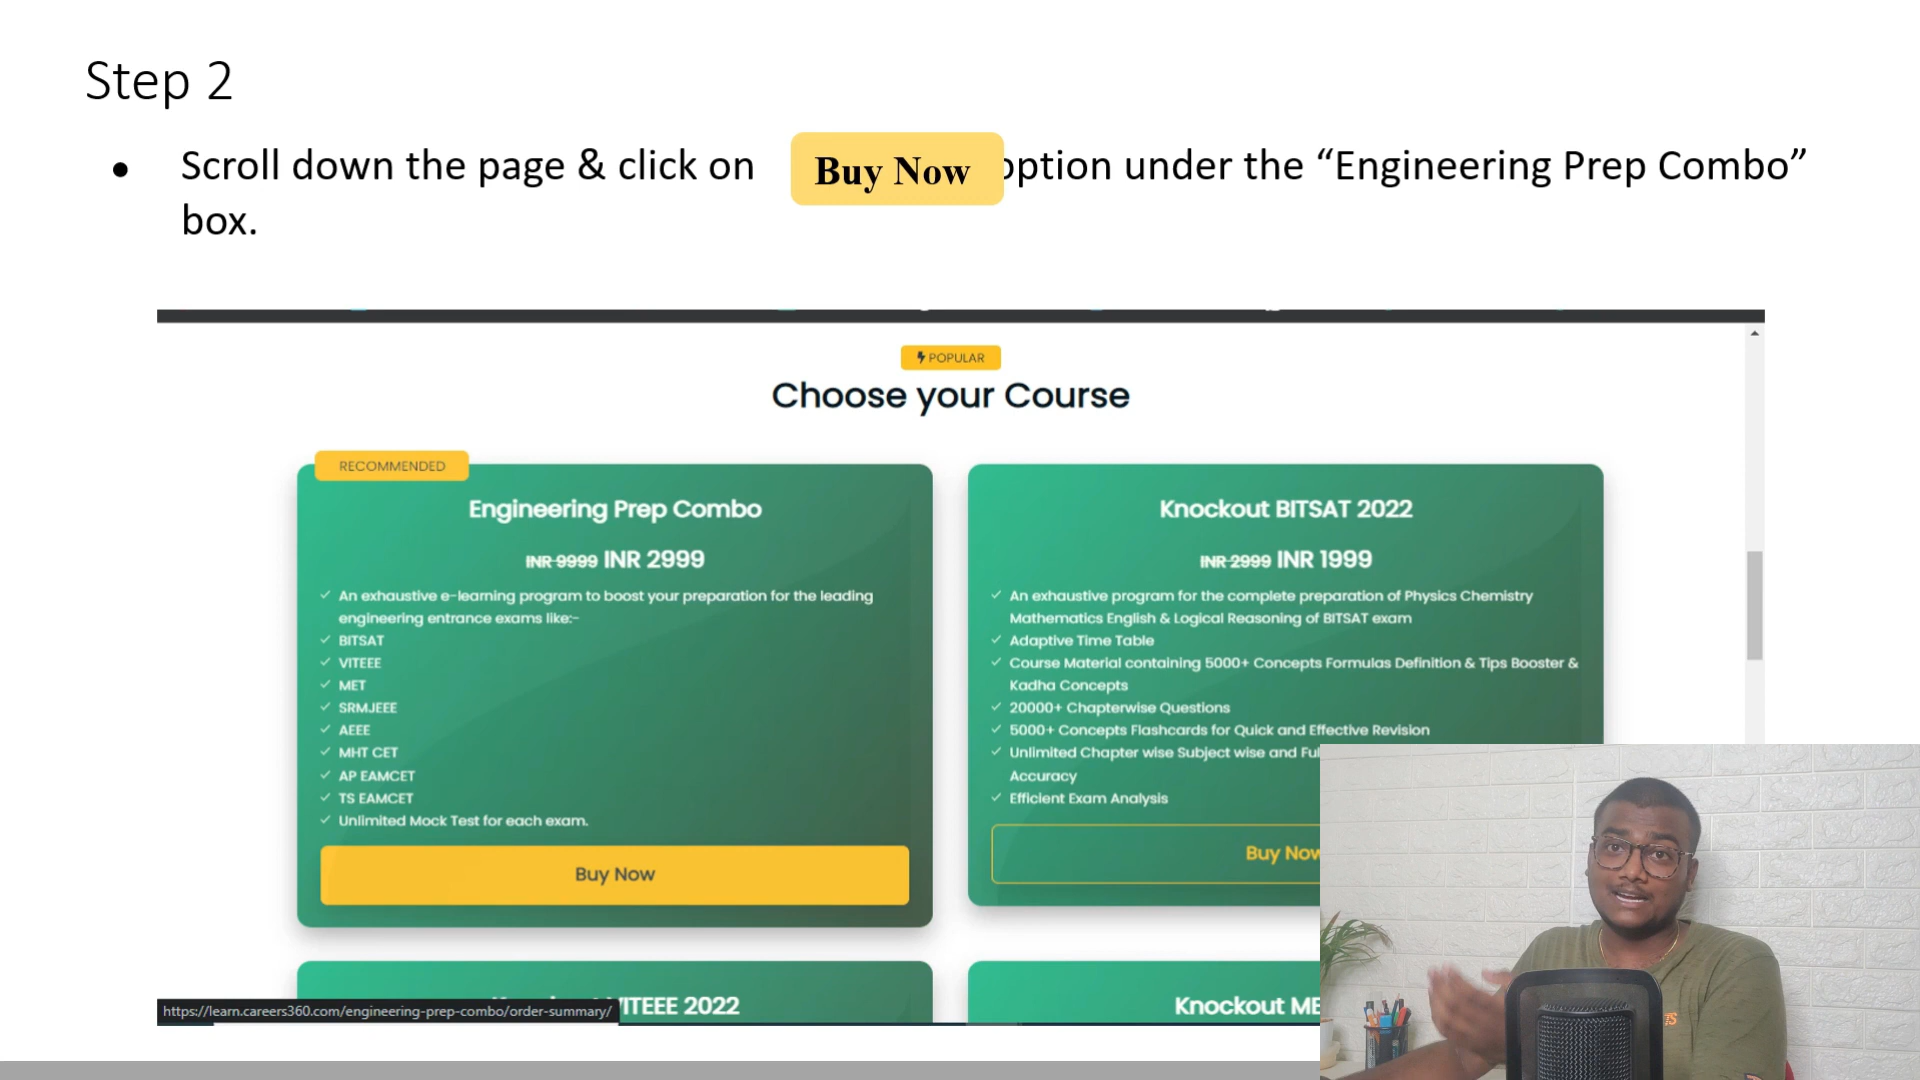 Step 2
● Scroll down the page & click on Buy Now option under the “Engineering Prep Combo”
box.
POPULAR
Choose your Course
RECOMMENDED
Engineering Prep Combo
INR 9999 INR 2999
An exhaustive e-learning program to boost your preparation for the leading
engineering entrance exams like:-
BITSAT
VITEEE
MET
SRMJEEE
AEEE
MHT CET
AP EAMCET
TS EAMCET
Unlimited Mock Test for each exam.
Buy Now
Knockout BITSAT 2022
INR 2999 INR 1999
An exhaustive program for the complete preparation of Physics Chemistry
Mathematics English & Logical Reasoning of BITSAT exam
Adaptive Time Table
Course Material containing 5000+ Concepts Formulas Definition & Tips Booster &
Kadha Concepts
20000+ Chapterwise Questions
5000+ Concepts Flashcards for Quick and Effective Revision
Unlimited Chapter wise Subject wise and
Accuracy
Efficient Exam Analysis
Buy Now
VITEEE 2022
Knockout
https://learn.careers360.com/engineering-prep-combo/order-summary/